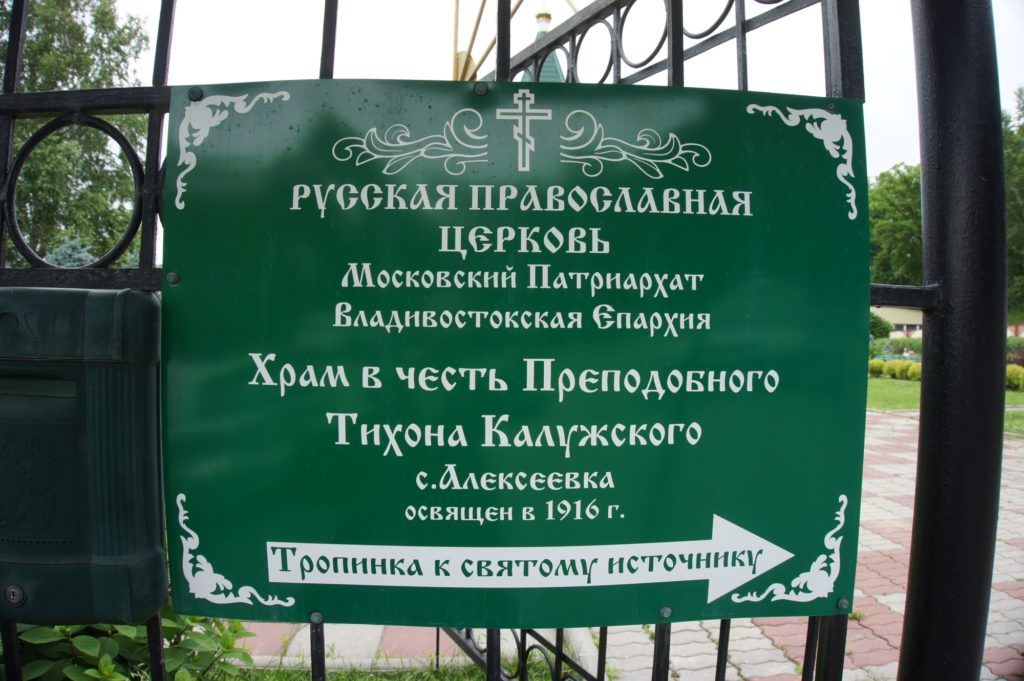 РУССКАЯ ПРАВОСЛАВНАЯ
ЦЕРКОВЬ
Московский Патриархат
Владивостокская Епархия
Храм в честь Преподобного
Тихона Калужского
с.Алексеевка
освящен в 1916 г.
Тропинка к святому источнику